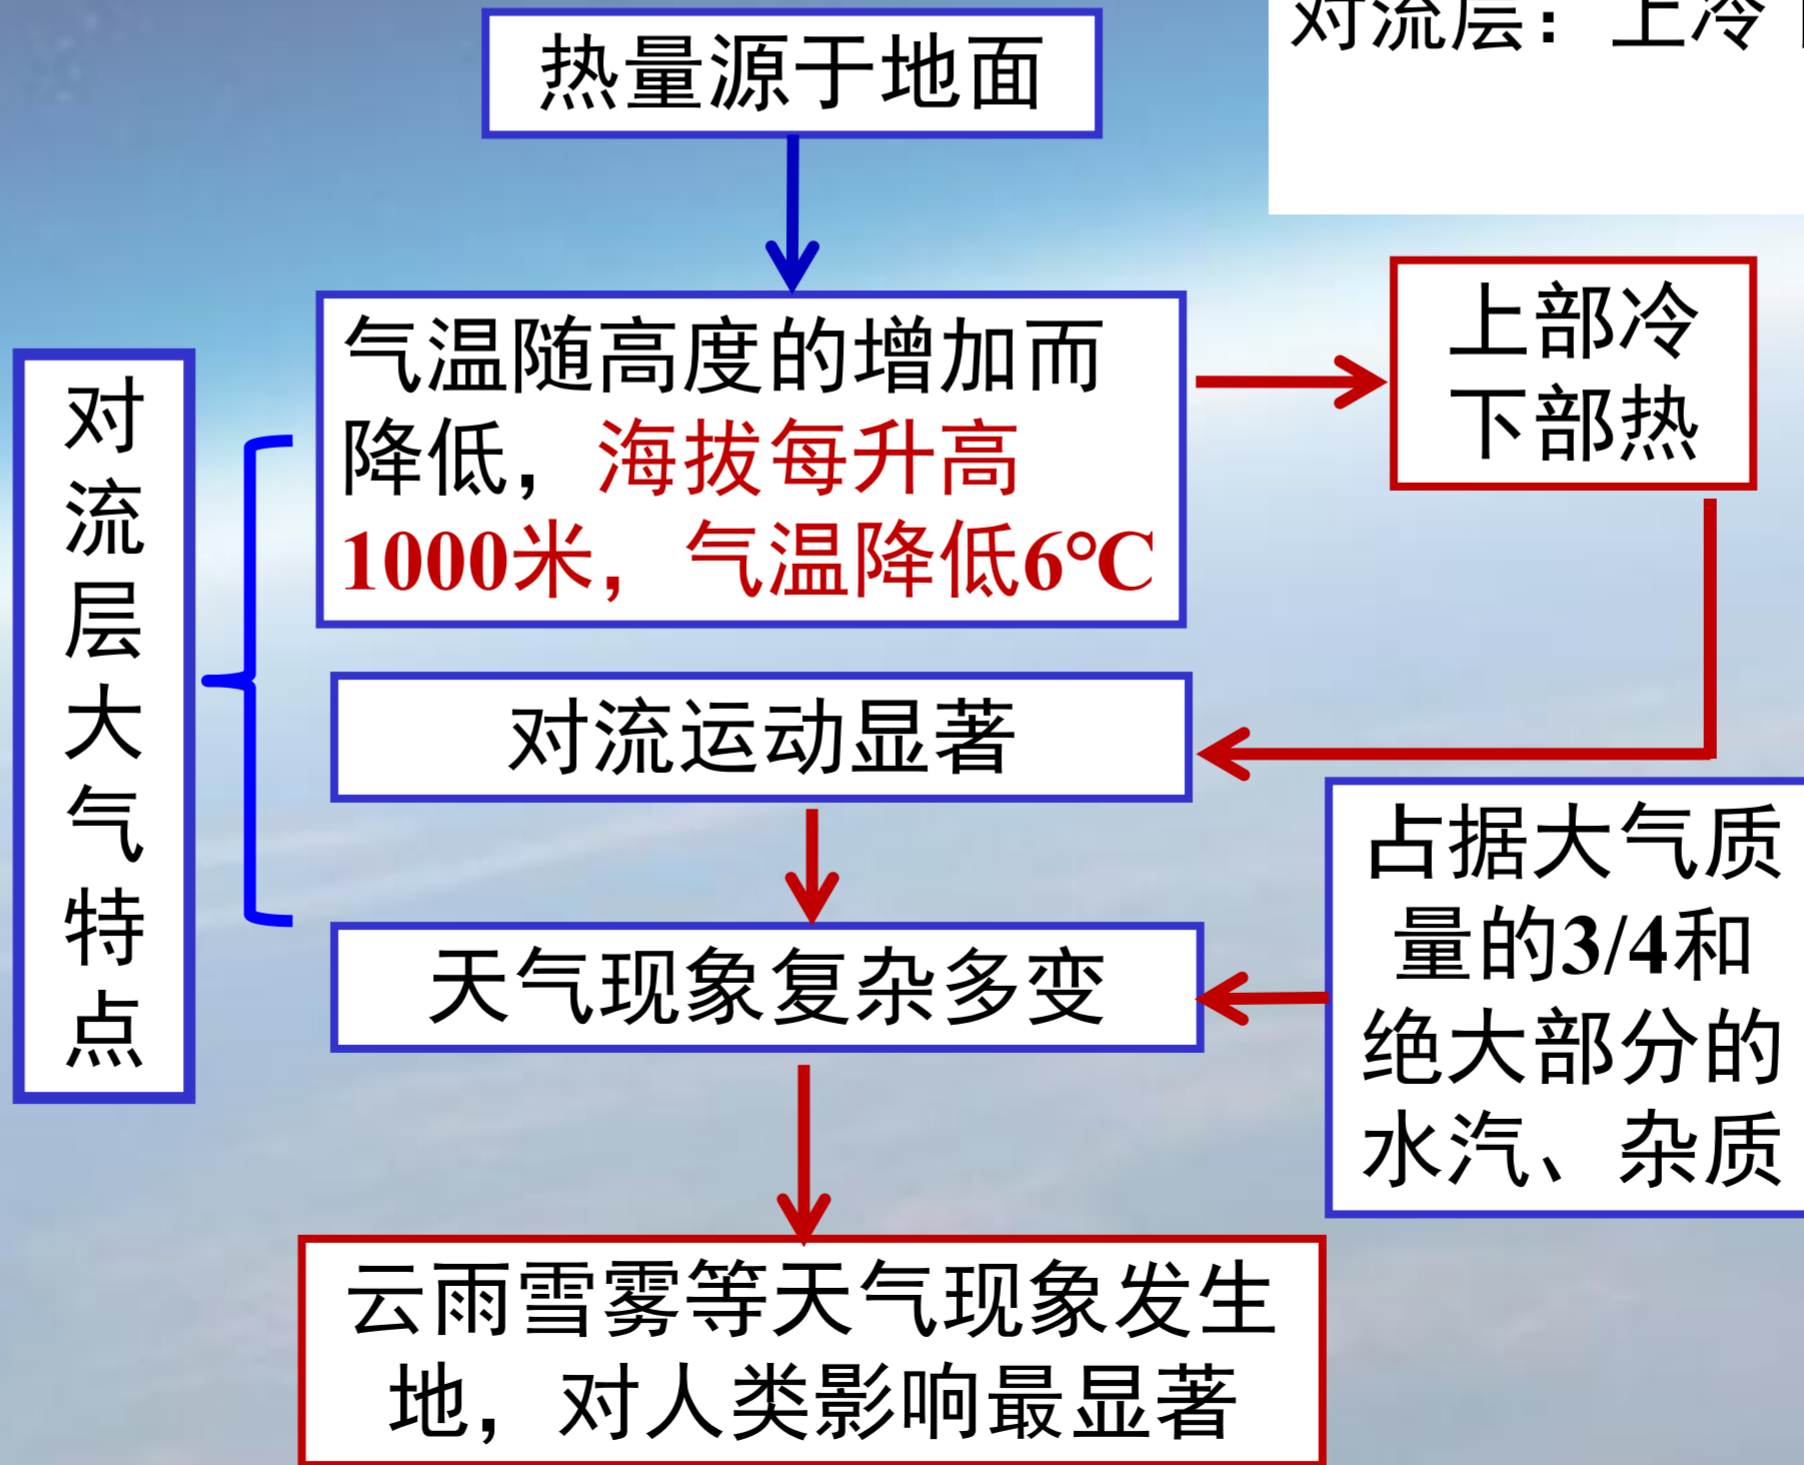 对流层：上冷
热量源于地面
气温随高度的增加而
降低，海拔每升高
1000米，气温降低6°C
上部冷
下部热
对流层大气特点
对流运动显著
占据大气质
量的3/4和
绝大部分的
水汽、杂质
天气现象复杂多变
云雨雪雾等天气现象发生
地，对人类影响最显著